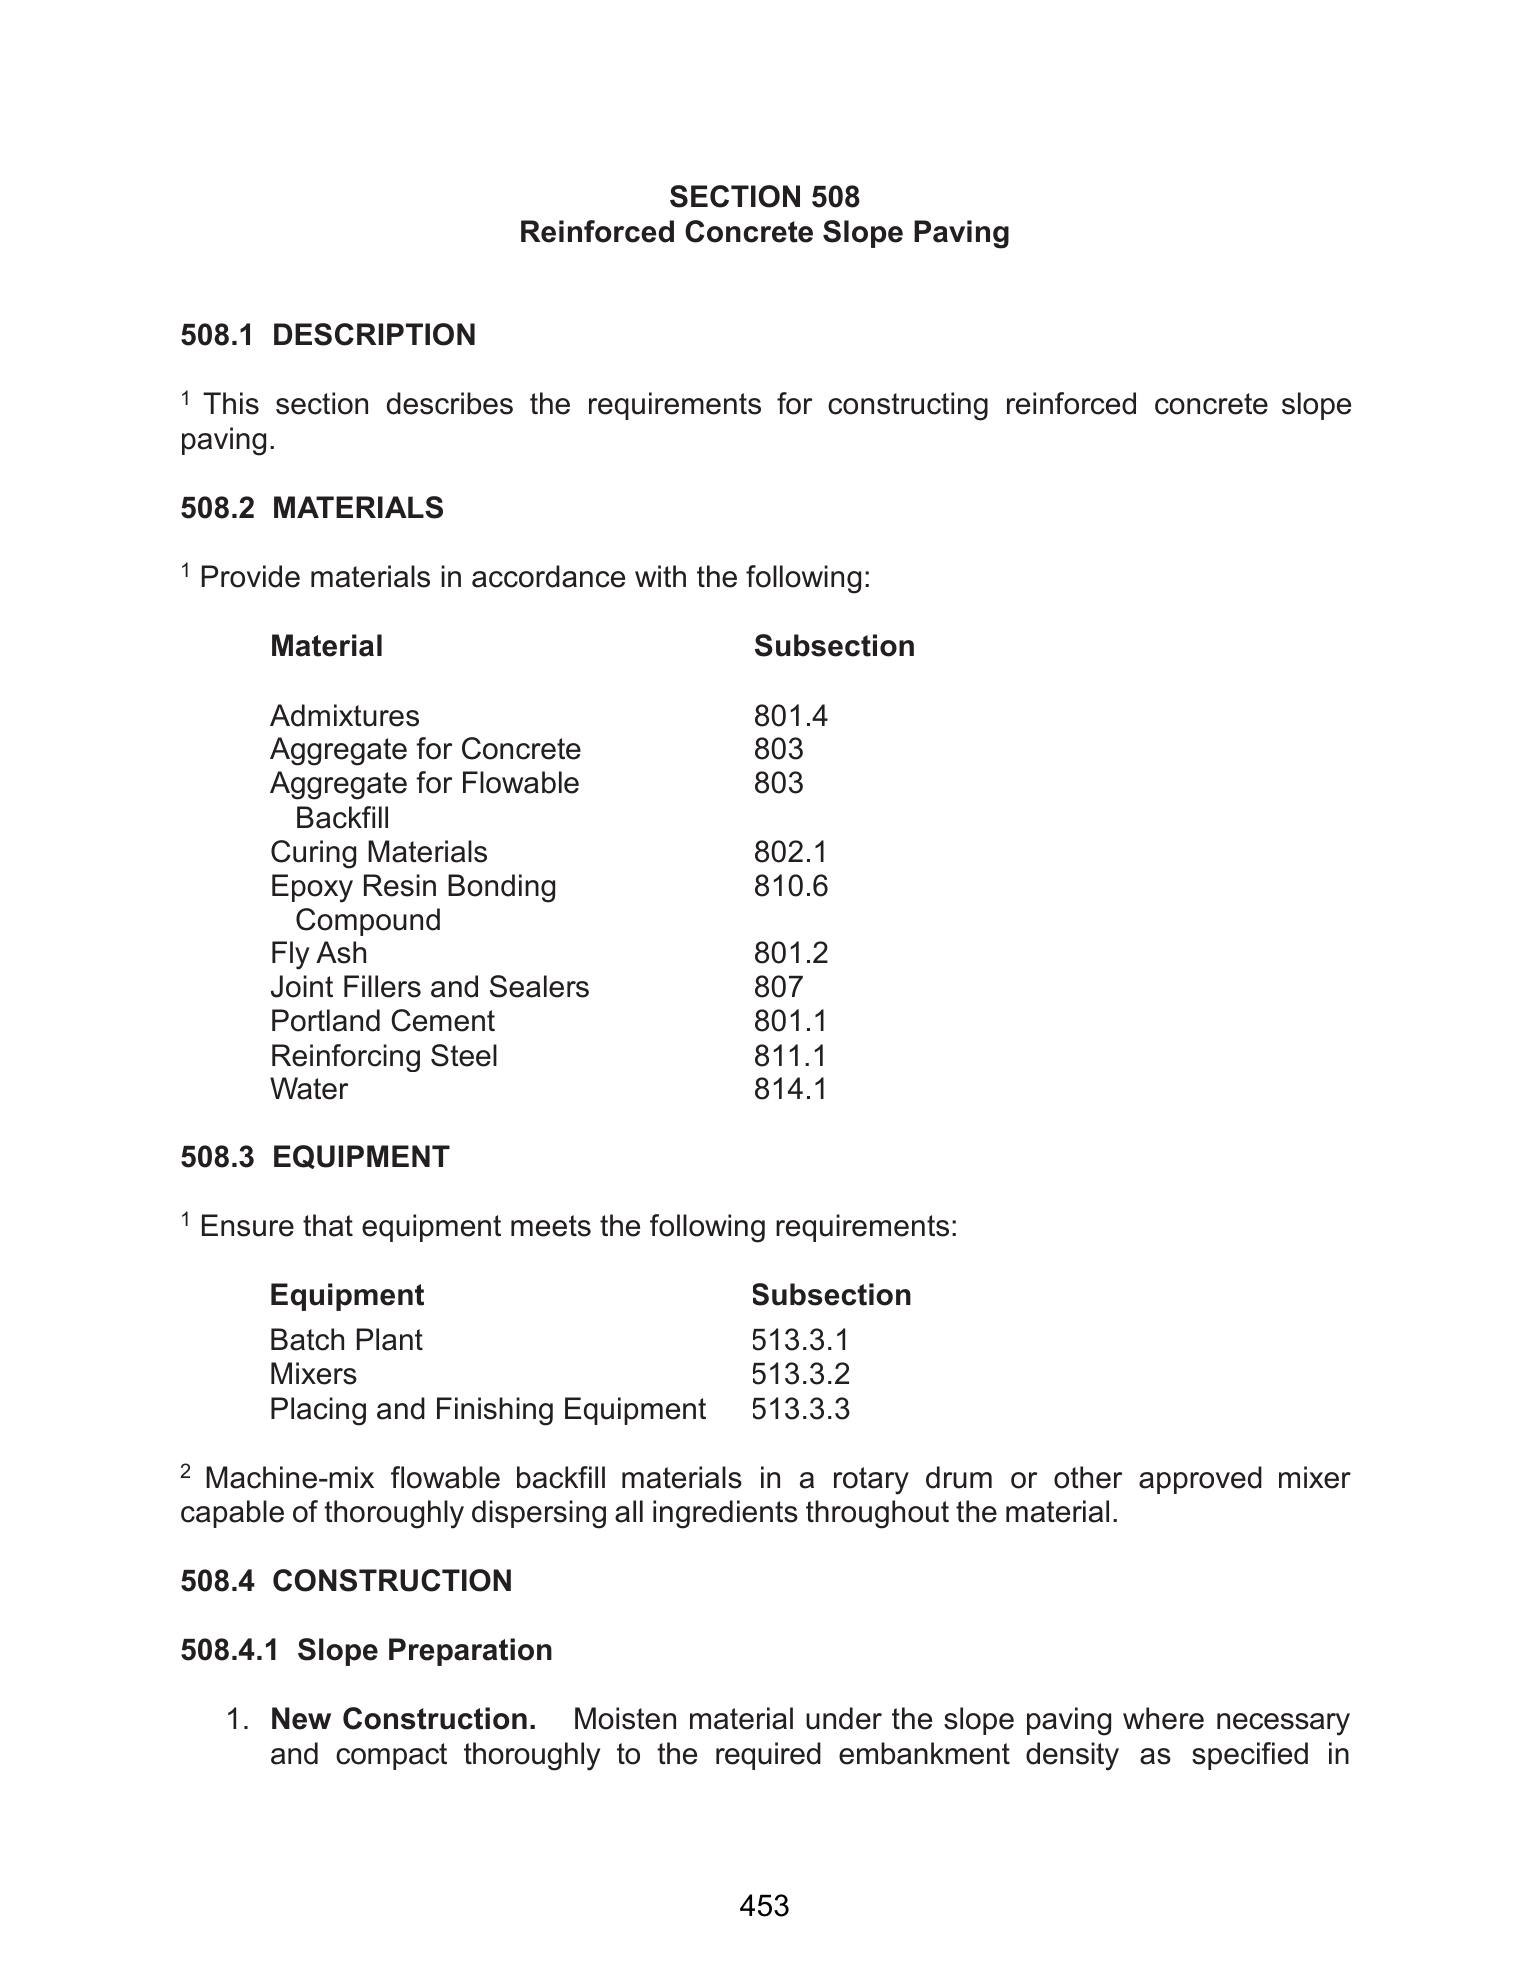 SECTION 508
Reinforced Concrete Slope Paving
508.1 DESCRIPTION
1 This section describes the requirements for constructing reinforced concrete slope
paving.
508.2 MATERIALS
1 Provide materials in accordance with the following:
Material Subsection
Admixtures 801.4
Aggregate for Concrete 803
Aggregate for Flowable 803
Backfill
Curing Materials 802.1
Epoxy Resin Bonding 810.6
Compound
Fly Ash 801.2
Joint Fillers and Sealers 807
Portland Cement 801.1
Reinforcing Steel 811.1
Water 814.1
508.3 EQUIPMENT
1 Ensure that equipment meets the following requirements:
Equipment Subsection
Batch Plant 513.3.1
Mixers 513.3.2
Placing and Finishing Equipment 513.3.3
2 Machine-mix flowable backfill materials in a rotary drum or other approved mixer
capable of thoroughly dispersing all ingredients throughout the material.
508.4 CONSTRUCTION
508.4.1 Slope Preparation
1. New Construction. Moisten material under the slope paving where necessary
and compact thoroughly to the required embankment density as specified in
453